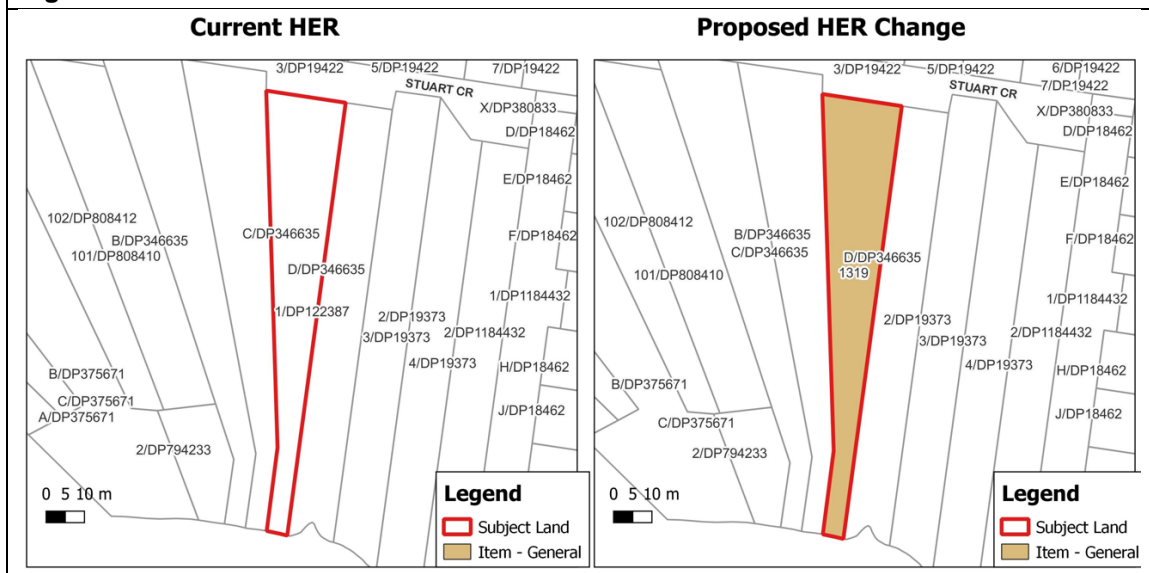 Current HER
3/DP19422
5/DP19422
7/DP19422
STUART CR
X/DP380833
D/DP18462
E/DP18462
102/DP808412
B/DP346635
101/DP808410
C/DP346635
F/DP18462
D/DP346635
1/DP122387
1/DP1184432
2/DP19373
3/DP19373
2/DP1184432
4/DP19373
H/DP18462
B/DP375671
C/DP375671
A/DP375671
J/DP18462
2/DP794233
0 5 10 m
Legend
Subject Land
Item - General
Proposed HER Change
3/DP19422
5/DP19422
6/DP19422
7/DP19422
STUART CR
X/DP380833
D/DP18462
E/DP18462
102/DP808412
B/DP346635
C/DP346635
F/DP18462
101/DP808410
D/DP346635
1319
1/DP1184432
2/DP19373
3/DP19373
2/DP1184432
4/DP19373
H/DP18462
B/DP375671
J/DP18462
C/DP375671
2/DP794233
0 5 10 m
Legend
Subject Land
Item - General